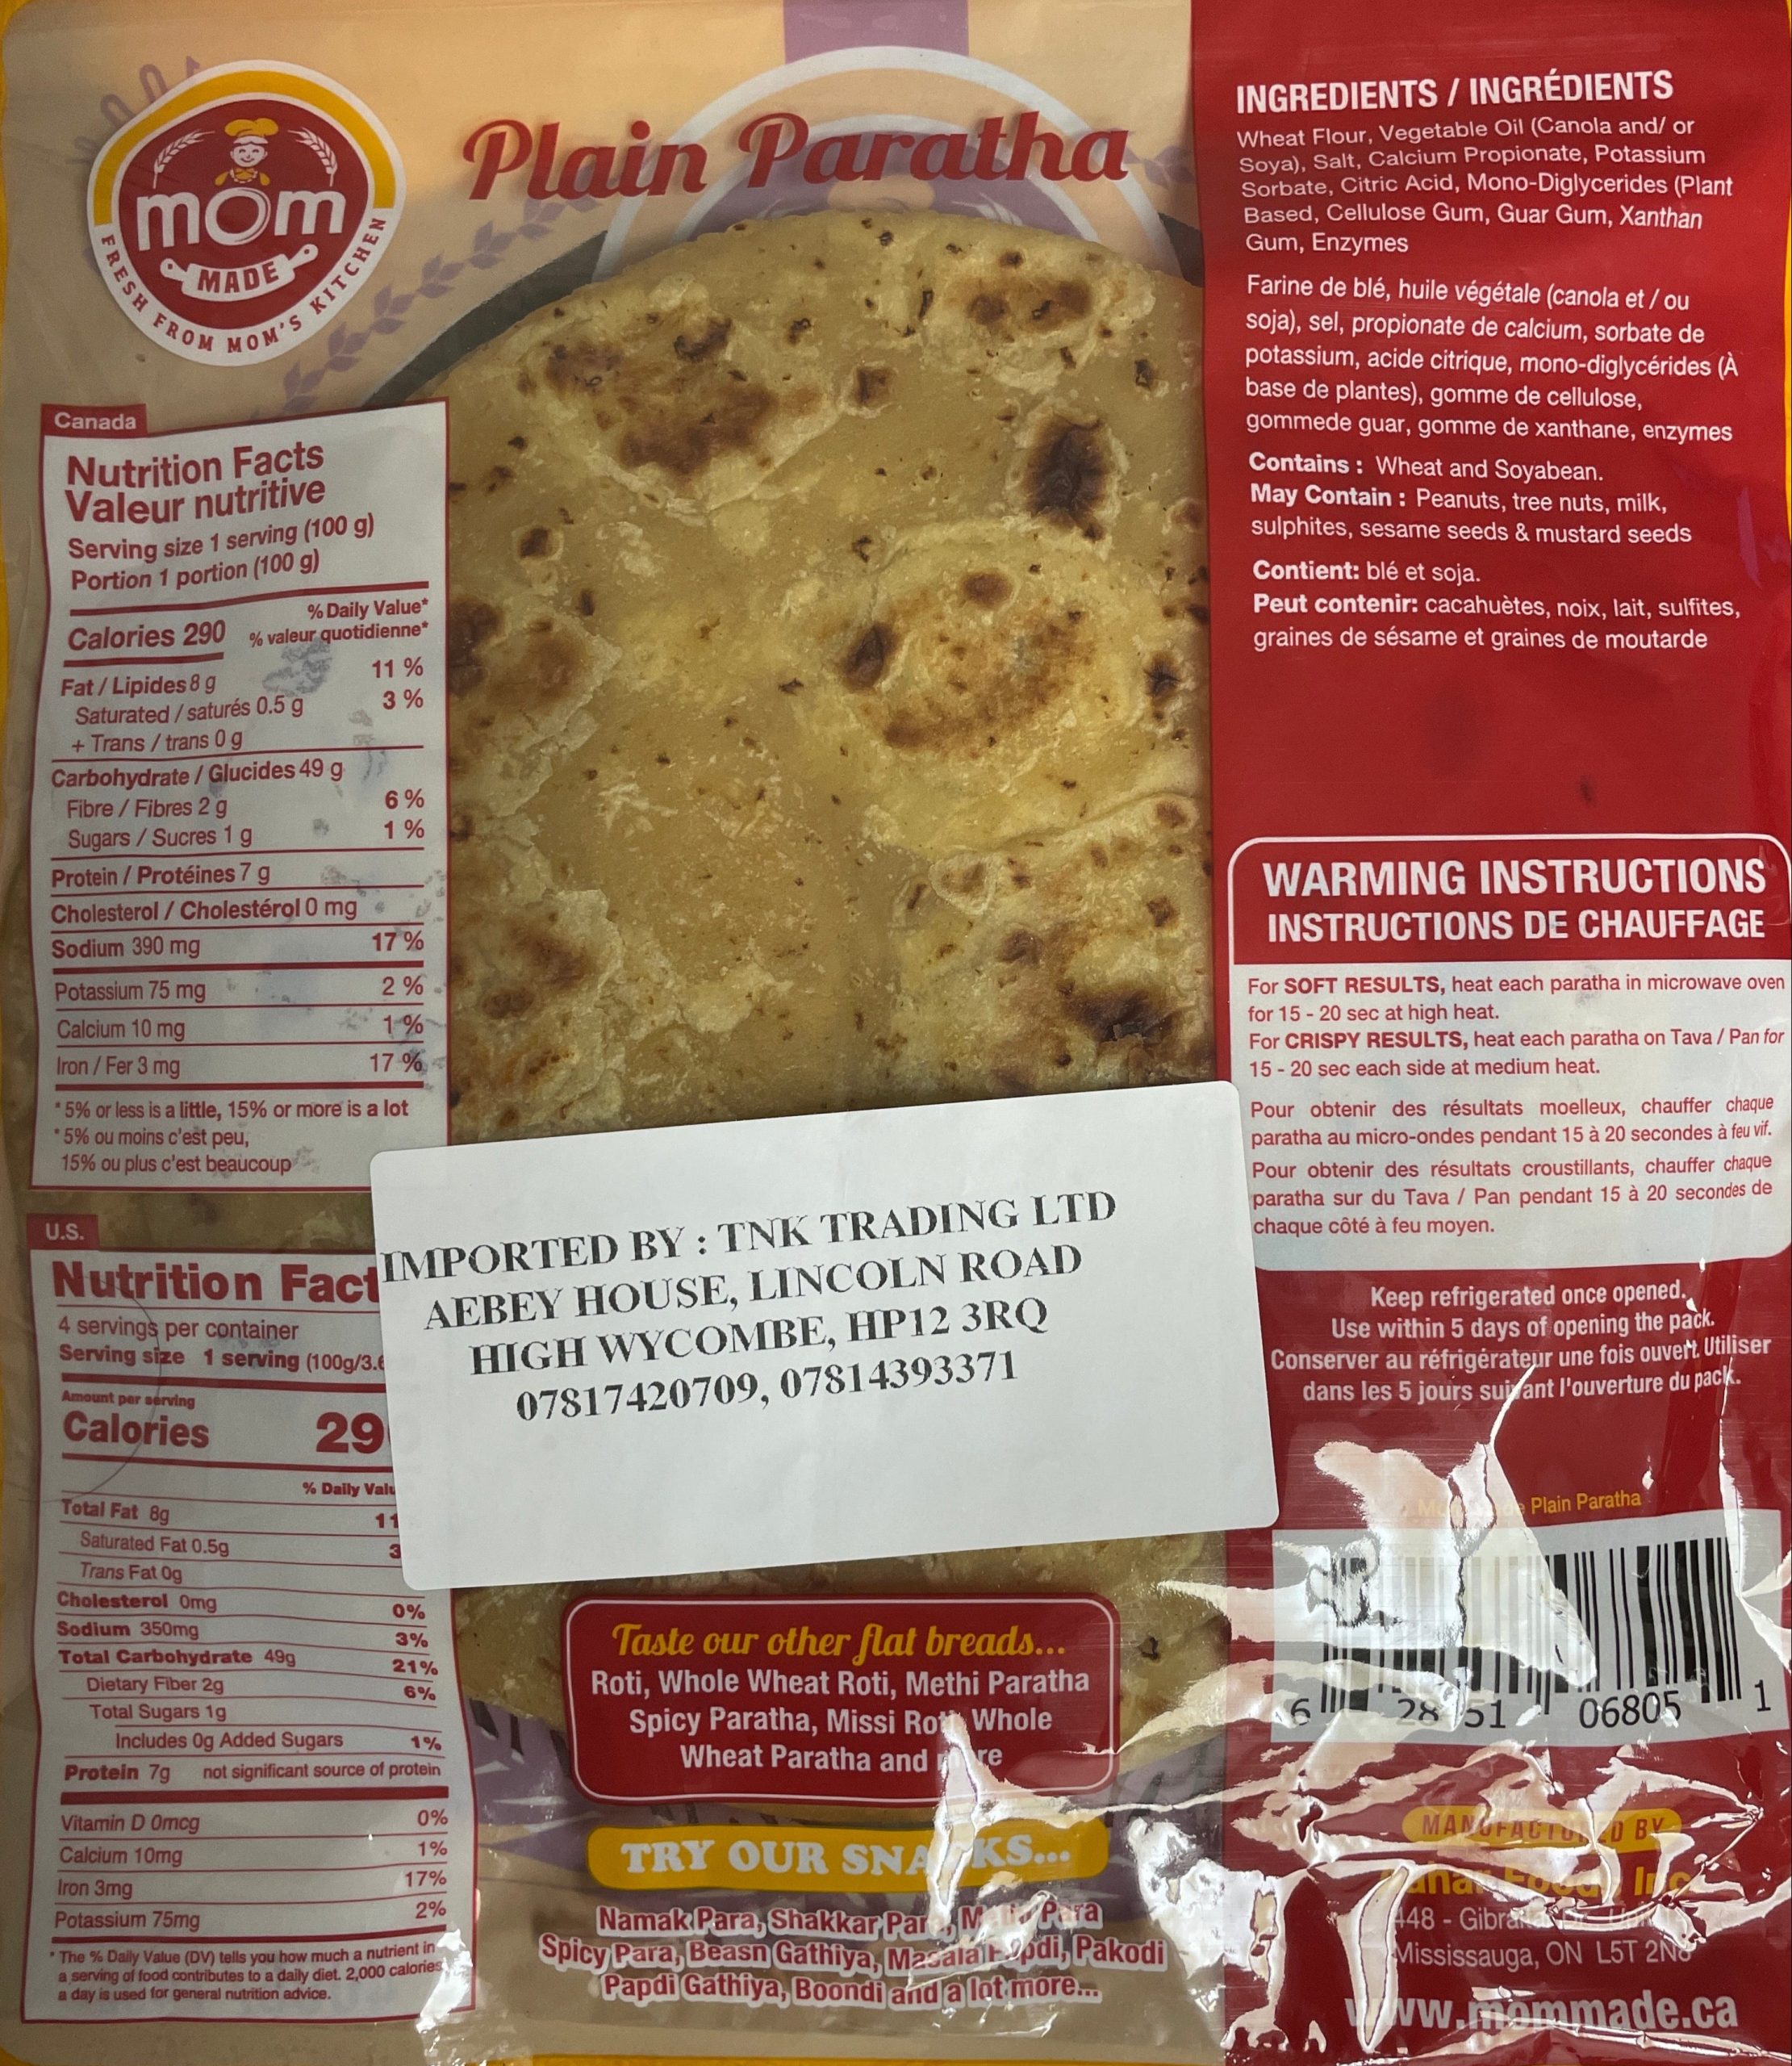 mom
MADE
FRESH FROM MOM'S KITCHEN
Plain Paratha
Canada
Nutrition Facts
Valeur nutritive
Serving size 1 serving (100 g)
Portion 1 portion (100 g)
% Daily Value*
Calories 290 % valeur quotidienne*
Fat / Lipides 8 g 11 %
Saturated / saturés 0.5 g 3 %
+ Trans / trans 0 g
Carbohydrate / Glucides 49 g
Fibre / Fibres 2 g 6 %
Sugars / Sucres 1 g 1 %
Protein / Protéines 7 g
Cholesterol / Cholestérol 0 mg
Sodium 390 mg 17 %
Potassium 75 mg 2 %
Calcium 10 mg 1 %
Iron / Fer 3 mg 17 %
* 5% or less is a little, 15% or more is a lot
* 5% ou moins c'est peu,
15% ou plus c'est beaucoup
U.S.
Nutrition Fact
4 servings per container
Serving size 1 serving (100g/3.
Amount per serving
Calories 29
% Daily Valu
Total Fat 8g 11
Saturated Fat 0.5g 3
Trans Fat 0g
Cholesterol 0mg 0%
Sodium 350mg 3%
Total Carbohydrate 49g 21%
Dietary Fiber 2g 6%
Total Sugars 1g
Includes 0g Added Sugars 1%
Protein 7g not significant source of protein
Vitamin D 0mcg 0%
Calcium 10mg 1%
Iron 3mg 17%
Potassium 75mg 2%
* The % Daily Value (DV) tells you how much a nutrient in
a serving of food contributes to a daily diet. 2,000 calories
a day is used for general nutrition advice.
IMPORTED BY : TNK TRADING LTD
AEBEY HOUSE, LINCOLN ROAD
HIGH WYCOMBE, HP12 3RQ
07817420709, 07814393371
Taste our other flat breads...
Roti, Whole Wheat Roti, Methi Paratha
Spicy Paratha, Missi Roti, Whole
Wheat Paratha and more
TRY OUR SNACKS...
Namak Para, Shakkar Para, Para
Spicy Para, Beasn Gathiya, Masala Pakodi
Papdi Gathiya, Boondi and a lot more...
INGREDIENTS / INGRÉDIENTS
Wheat Flour, Vegetable Oil (Canola and/ or
Soya), Salt, Calcium Propionate, Potassium
Sorbate, Citric Acid, Mono-Diglycerides (Plant
Based, Cellulose Gum, Guar Gum, Xanthan
Gum, Enzymes
Farine de blé, huile végétale (canola et / ou
soja), sel, propionate de calcium, sorbate de
potassium, acide citrique, mono-diglycérides (À
base de plantes), gomme de cellulose,
gommede guar, gomme de xanthane, enzymes
Contains : Wheat and Soyabean.
May Contain : Peanuts, tree nuts, milk,
sulphites, sesame seeds & mustard seeds
Contient: blé et soja.
Peut contenir: cacahuètes, noix, lait, sulfites,
graines de sésame et graines de moutarde
WARMING INSTRUCTIONS
INSTRUCTIONS DE CHAUFFAGE
For SOFT RESULTS, heat each paratha in microwave oven
for 15 - 20 sec at high heat.
For CRISPY RESULTS, heat each paratha on Tava / Pan for
15 - 20 sec each side at medium heat.
Pour obtenir des résultats moelleux, chauffer chaque
paratha au micro-ondes pendant 15 à 20 secondes à feu vif.
Pour obtenir des résultats croustillants, chauffer chaque
paratha sur du Tava / Pan pendant 15 à 20 secondes de
chaque côté à feu moyen.
Keep refrigerated once opened.
Use within 5 days of opening the pack.
Conserver au réfrigérateur une fois ouvert. Utiliser
dans les 5 jours suivant l'ouverture du pack.
Plain Paratha
6 28 51 06805 1
MANUFACTURED BY
Foods Inc
448 - Gibraltar
Mississauga, ON L5T 2N
www.mommade.ca